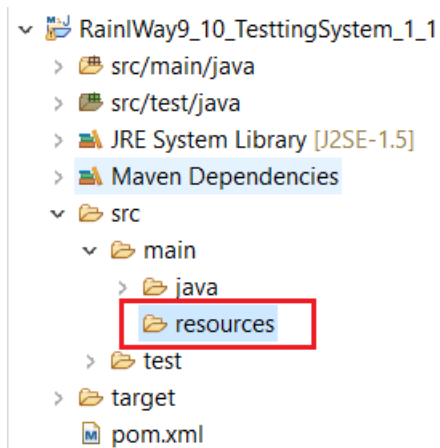 RainlWay9_10_TesttingSystem_1_1
src/main/java
src/test/java
JRE System Library [J2SE-1.5]
Maven Dependencies
src
main
java
resources
test
target
pom.xml